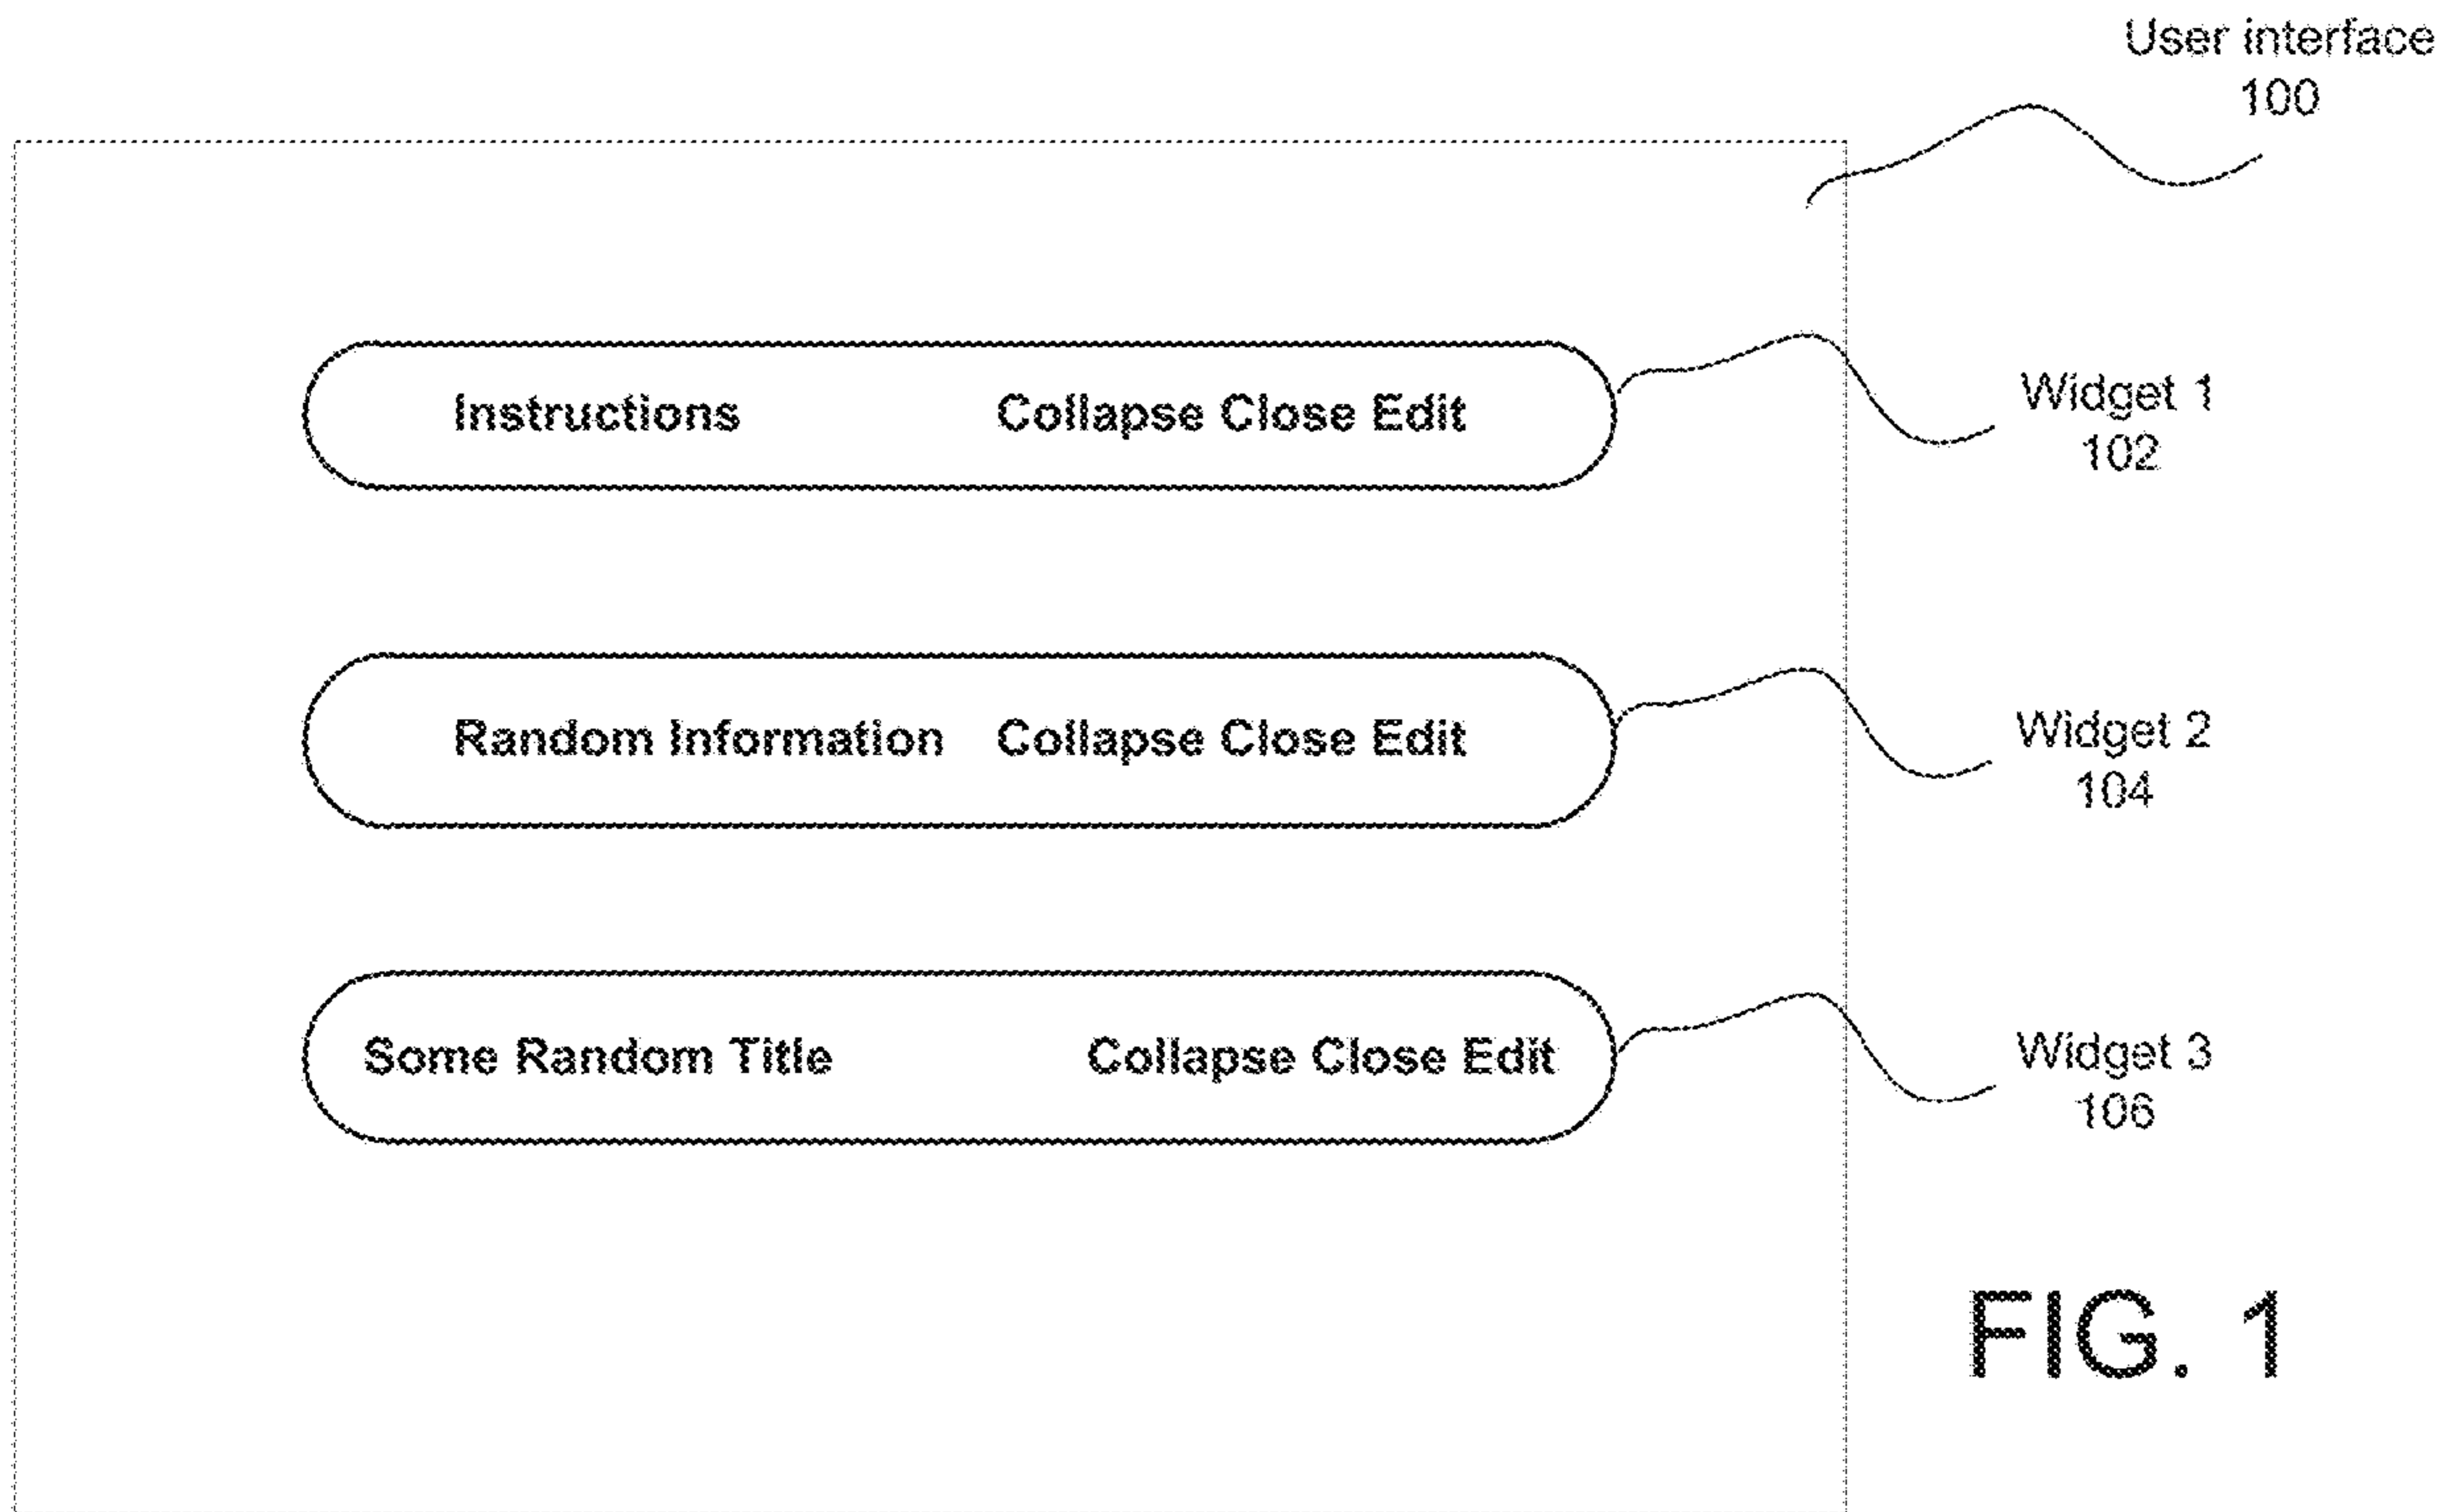 User interface
100
Instructions Collapse Close Edit
Widget 1
102
Random Information Collapse Close Edit
Widget 2
104
Some Random Title Collapse Close Edit
Widget 3
106
FIG. 1